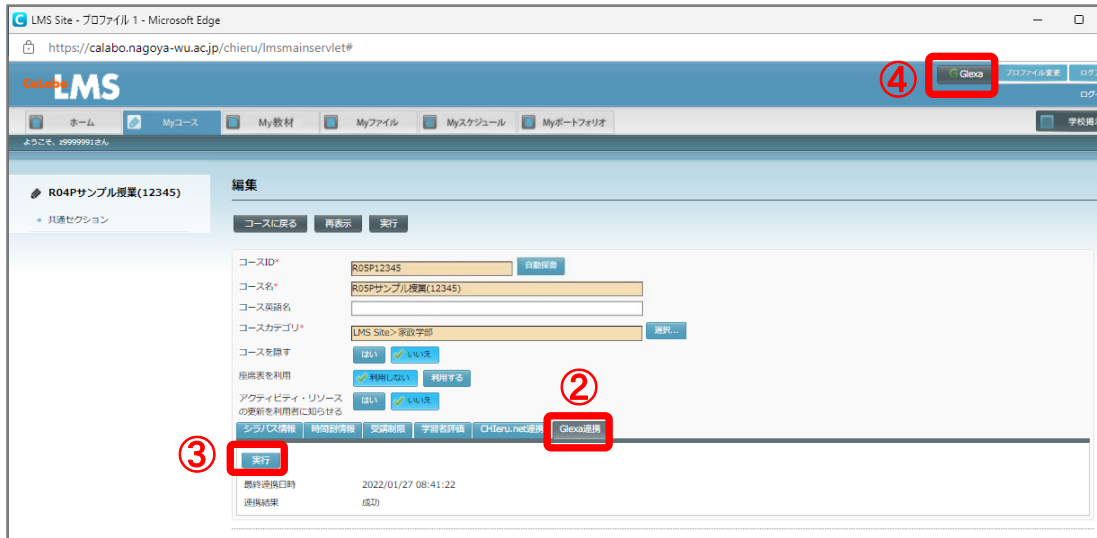 LMS Site - プロファイル 1 - Microsoft Edge
https://calabo.nagoya-wu.ac.jp/chieru/lmsmainservlet#
CaLabo LMS
④ Glexa プロファイル変更
ホーム Myコース My教材 Myファイル Myスケジュール Myポートフォリオ
ようこそ、z9999991さん
R04Pサンプル授業(12345)
共通セクション
編集
コースに戻る 再表示 実行
コースID* R05P12345 自動採番
コース名* R05Pサンプル授業(12345)
コース英語名
コースカテゴリ* LMS Site>家政学部 選択...
コースを隠す はい いいえ
座席表を利用 利用しない 利用する
アクティビティ・リソース
の更新を利用者に知らせる はい いいえ
②
シラバス情報 時間割情報 受講制限 学習者評価 CHIeru.net連携 Glexa連携
③ 実行
最終連携日時 2022/01/27 08:41:22
連携結果 成功